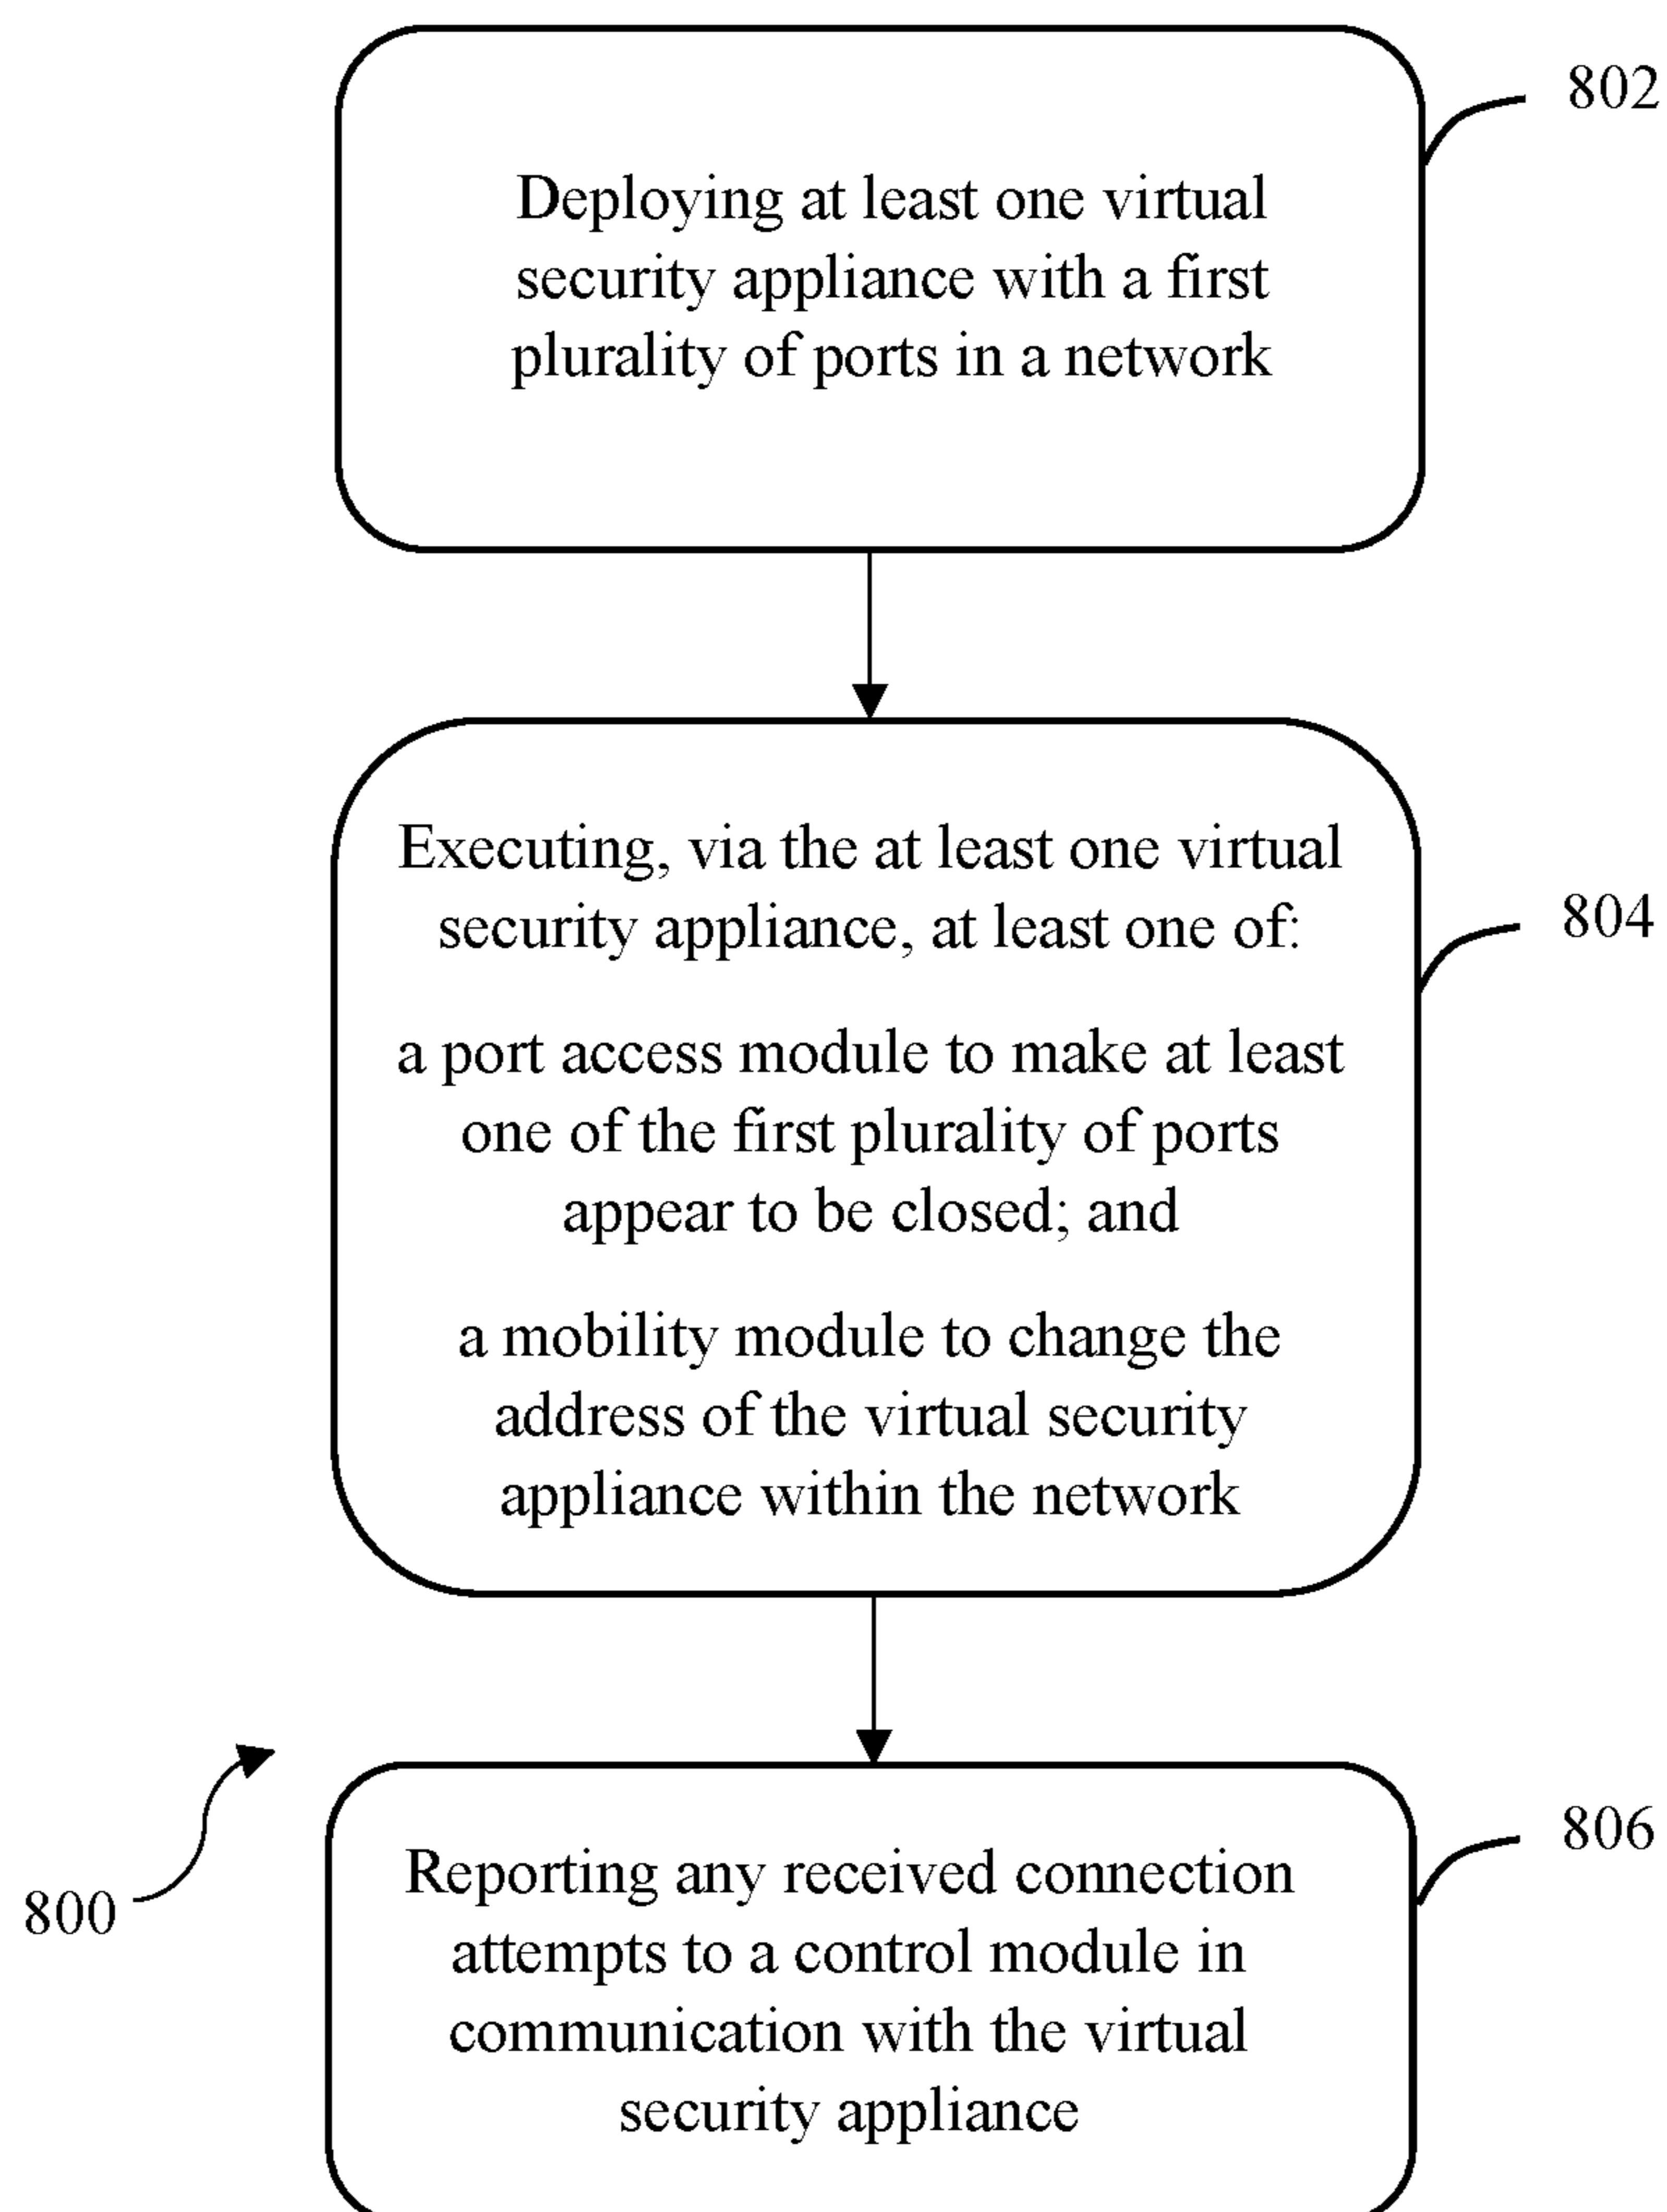 802
Deploying at least one virtual
security appliance with a first
plurality of ports in a network
804
Executing, via the at least one virtual
security appliance, at least one of:
a port access module to make at least
one of the first plurality of ports
appear to be closed; and
a mobility module to change the
address of the virtual security
appliance within the network
806
Reporting any received connection
attempts to a control module in
communication with the virtual
security appliance
800